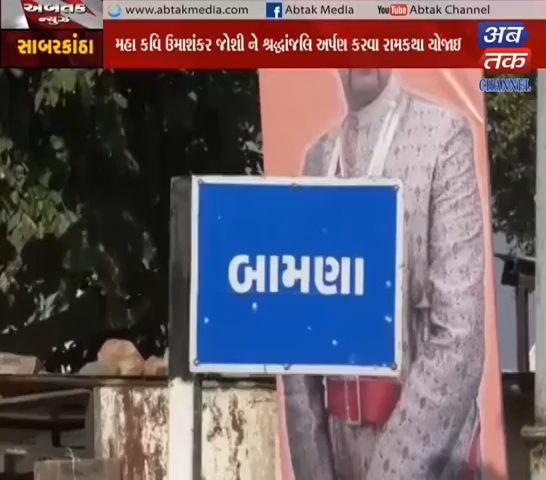 અબતક
ન્યુઝ
www.abtakmedia.com
f Abtak Media
YouTube Abtak Channel
સાબરકાંઠા
મહા કવિ ઉમાશંકર જોશી ને શ્રદ્ધાંજલિ અર્પણ કરવા રામકથા યોજાઇ
અબ
તક
CHANNEL
બામણા